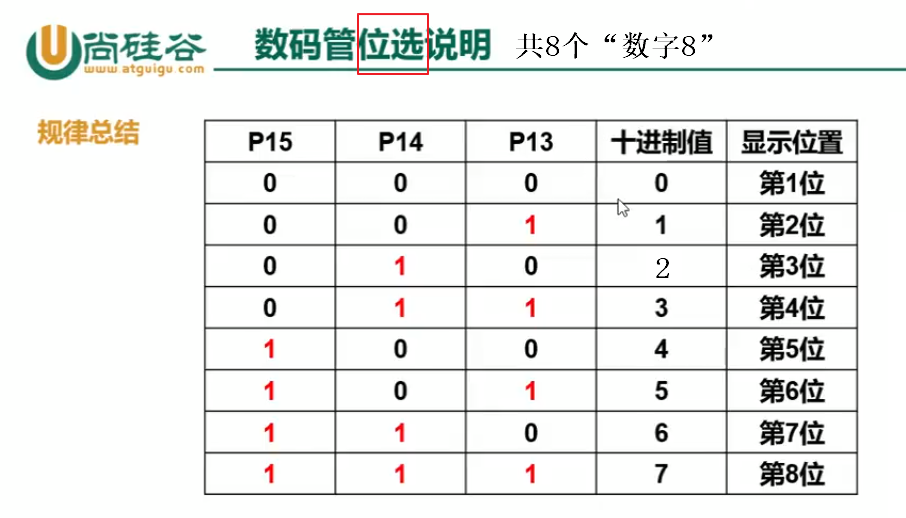 尚硅谷
www.atguigu.com
数码管位选说明 共8个“数字8”
规律总结
P15 P14 P13 十进制值 显示位置
0 0 0 0 第1位
0 0 1 1 第2位
0 1 0 2 第3位
0 1 1 3 第4位
1 0 0 4 第5位
1 0 1 5 第6位
1 1 0 6 第7位
1 1 1 7 第8位